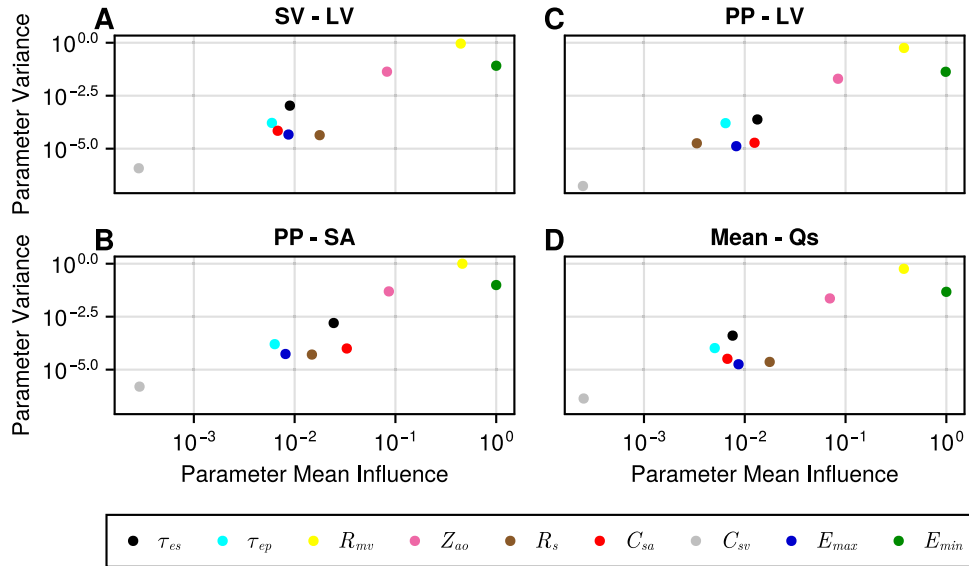 A SV - LV
C PP - LV
Parameter Variance
10^0.0
10^-2.5
10^-5.0
B PP - SA
D Mean - Qs
Parameter Variance
10^0.0
10^-2.5
10^-5.0
10^-3 10^-2 10^-1 10^0
10^-3 10^-2 10^-1 10^0
Parameter Mean Influence
Parameter Mean Influence
τ_es τ_ep R_mv Z_ao R_s C_sa C_sv E_max E_min